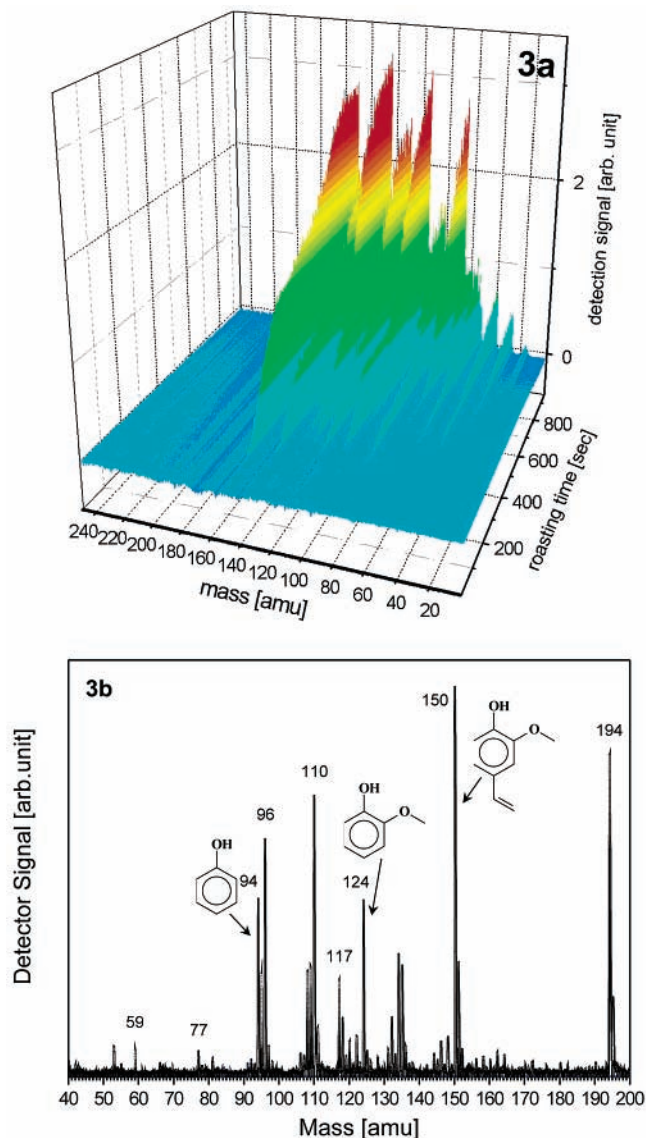 3a
2
0
detection signal [arb. unit]
800
600
400
200
roasting time [sec]
240 220 200 180 160 140 120 100 80 60 40 20
mass [amu]
3b
150
OH
O
194
110
96
OH
O
OH
94
124
117
59
77
Detector Signal [arb.unit]
40 50 60 70 80 90 100 110 120 130 140 150 160 170 180 190 200
Mass [amu]